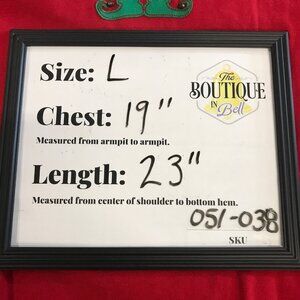 Size: L
The
BOUTIQUE
IN
Bell
Chest: 19"
Measured from armpit to armpit.
Length: 23"
Measured from center of shoulder to bottom hem.
051-038
SKU